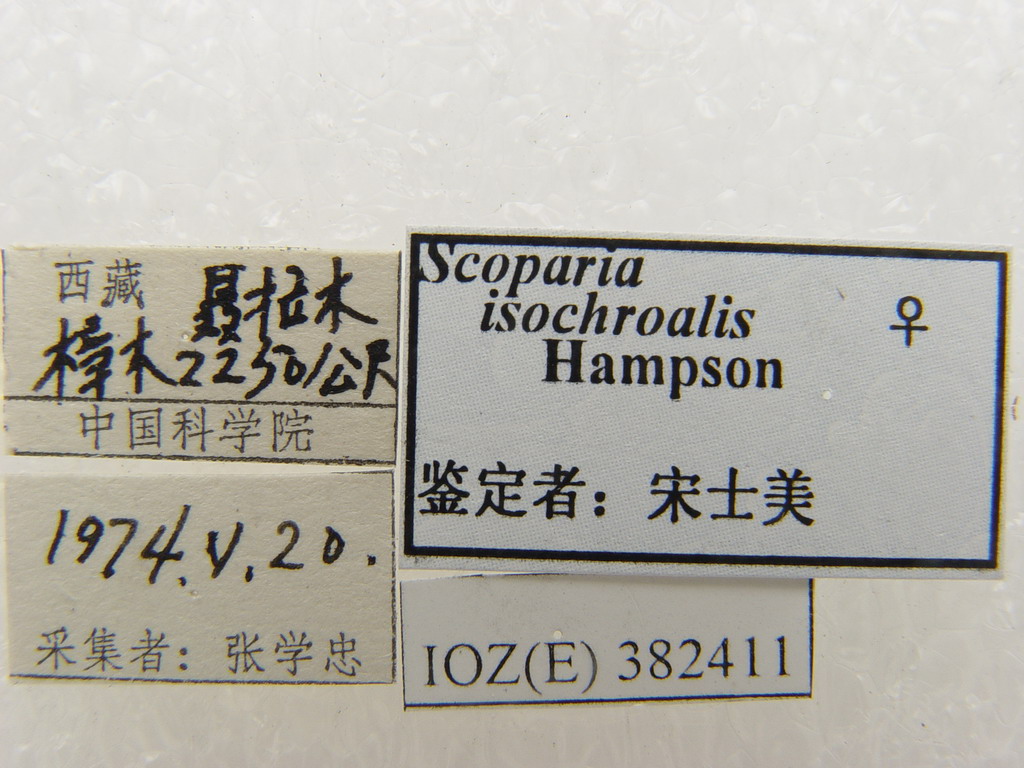 西藏 聂拉木
樟木2250公尺
中国科学院
1974.V.20.
采集者：张学忠
Scoparia
isochroalis
Hampson
♀
鉴定者：宋士美
IOZ(E) 382411